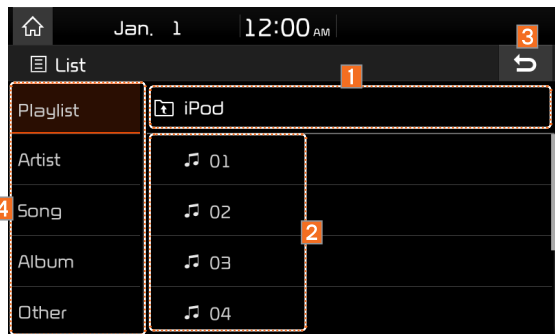 Jan. 1 12:00 AM
3
List
1
Playlist
iPod
Artist
01
4
Song
02
2
Album
03
Other
04